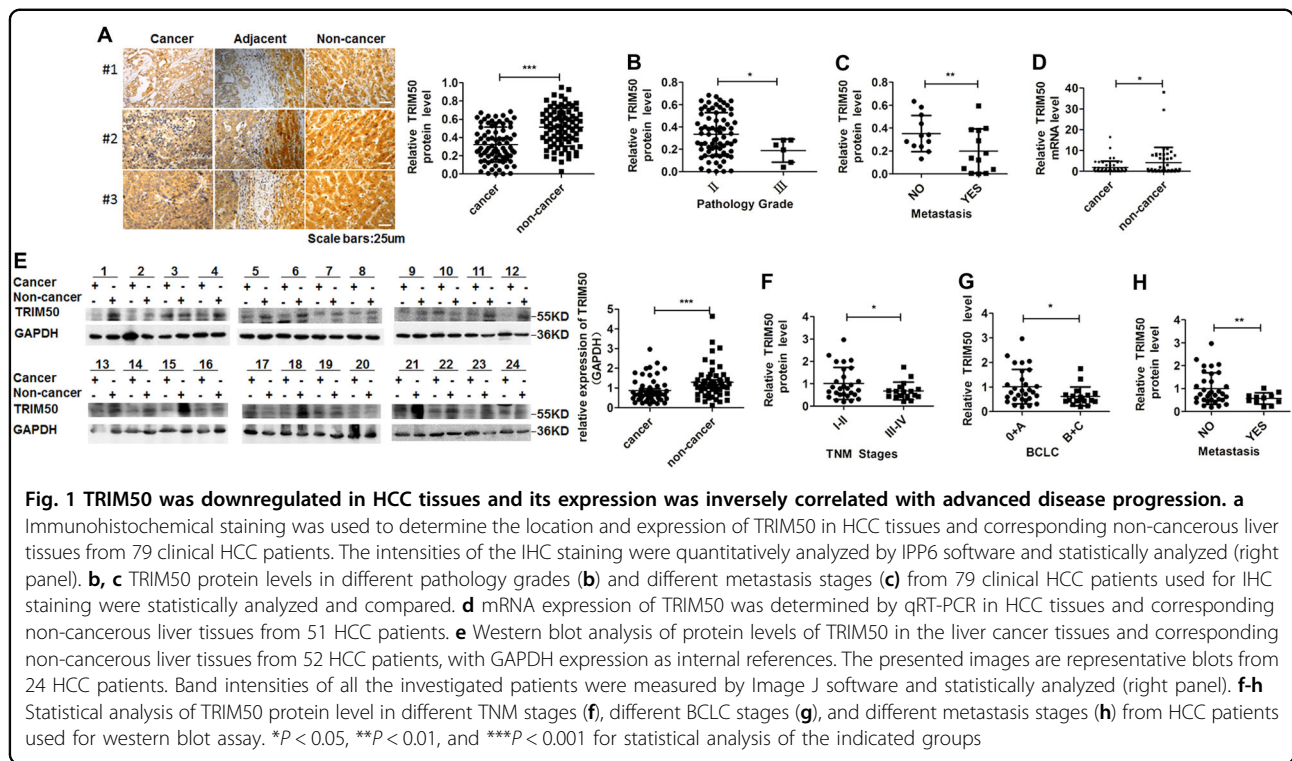 A
Cancer Adjacent Non-cancer
#1
#2
#3
Scale bars:25um
Relative TRIM50
protein level
1.0
0.8
0.6
0.4
0.2
0.0
***
cancer
non-cancer
B
Relative TRIM50
protein level
0.8
0.6
0.4
0.2
0.0
*
II
III
Pathology Grade
C
Relative TRIM50
protein level
0.8
0.6
0.4
0.2
0.0
**
NO
YES
Metastasis
D
Relative TRIM50
mRNA level
50
40
30
20
10
0
*
cancer
non-cancer
E
1 2 3 4 5 6 7 8 9 10 11 12
Cancer + - + - + - + - + - + - + - + - + - + - + - + -
Non-cancer - + - + - + - + - + - + - + - + - + - + - + - +
TRIM50 -55KD
GAPDH -36KD
13 14 15 16 17 18 19 20 21 22 23 24
Cancer + - + - + - + - + - + - + - + - + - + - + - + -
Non-cancer - + - + - + - + - + - + - + - + - + - + - + - +
TRIM50 -55KD
GAPDH -36KD
relative expression of TRIM50
(GAPDH)
5
4
3
2
1
0
***
cancer
non-cancer
F
Relative TRIM50
protein level
4
3
2
1
0
*
I-II
III-IV
TNM Stages
G
Relative TRIM50 level
4
3
2
1
0
*
0+A
B+C
BCLC
H
Relative TRIM50
protein level
4
3
2
1
0
**
NO
YES
Metastasis
Fig. 1 TRIM50 was downregulated in HCC tissues and its expression was inversely correlated with advanced disease progression. a
Immunohistochemical staining was used to determine the location and expression of TRIM50 in HCC tissues and corresponding non-cancerous liver
tissues from 79 clinical HCC patients. The intensities of the IHC staining were quantitatively analyzed by IPP6 software and statistically analyzed (right
panel). b, c TRIM50 protein levels in different pathology grades (b) and different metastasis stages (c) from 79 clinical HCC patients used for IHC
staining were statistically analyzed and compared. d mRNA expression of TRIM50 was determined by qRT-PCR in HCC tissues and corresponding
non-cancerous liver tissues from 51 HCC patients. e Western blot analysis of protein levels of TRIM50 in the liver cancer tissues and corresponding
non-cancerous liver tissues from 52 HCC patients, with GAPDH expression as internal references. The presented images are representative blots from
24 HCC patients. Band intensities of all the investigated patients were measured by Image J software and statistically analyzed (right panel). f-h
Statistical analysis of TRIM50 protein level in different TNM stages (f), different BCLC stages (g), and different metastasis stages (h) from HCC patients
used for western blot assay. *P < 0.05, **P < 0.01, and ***P < 0.001 for statistical analysis of the indicated groups